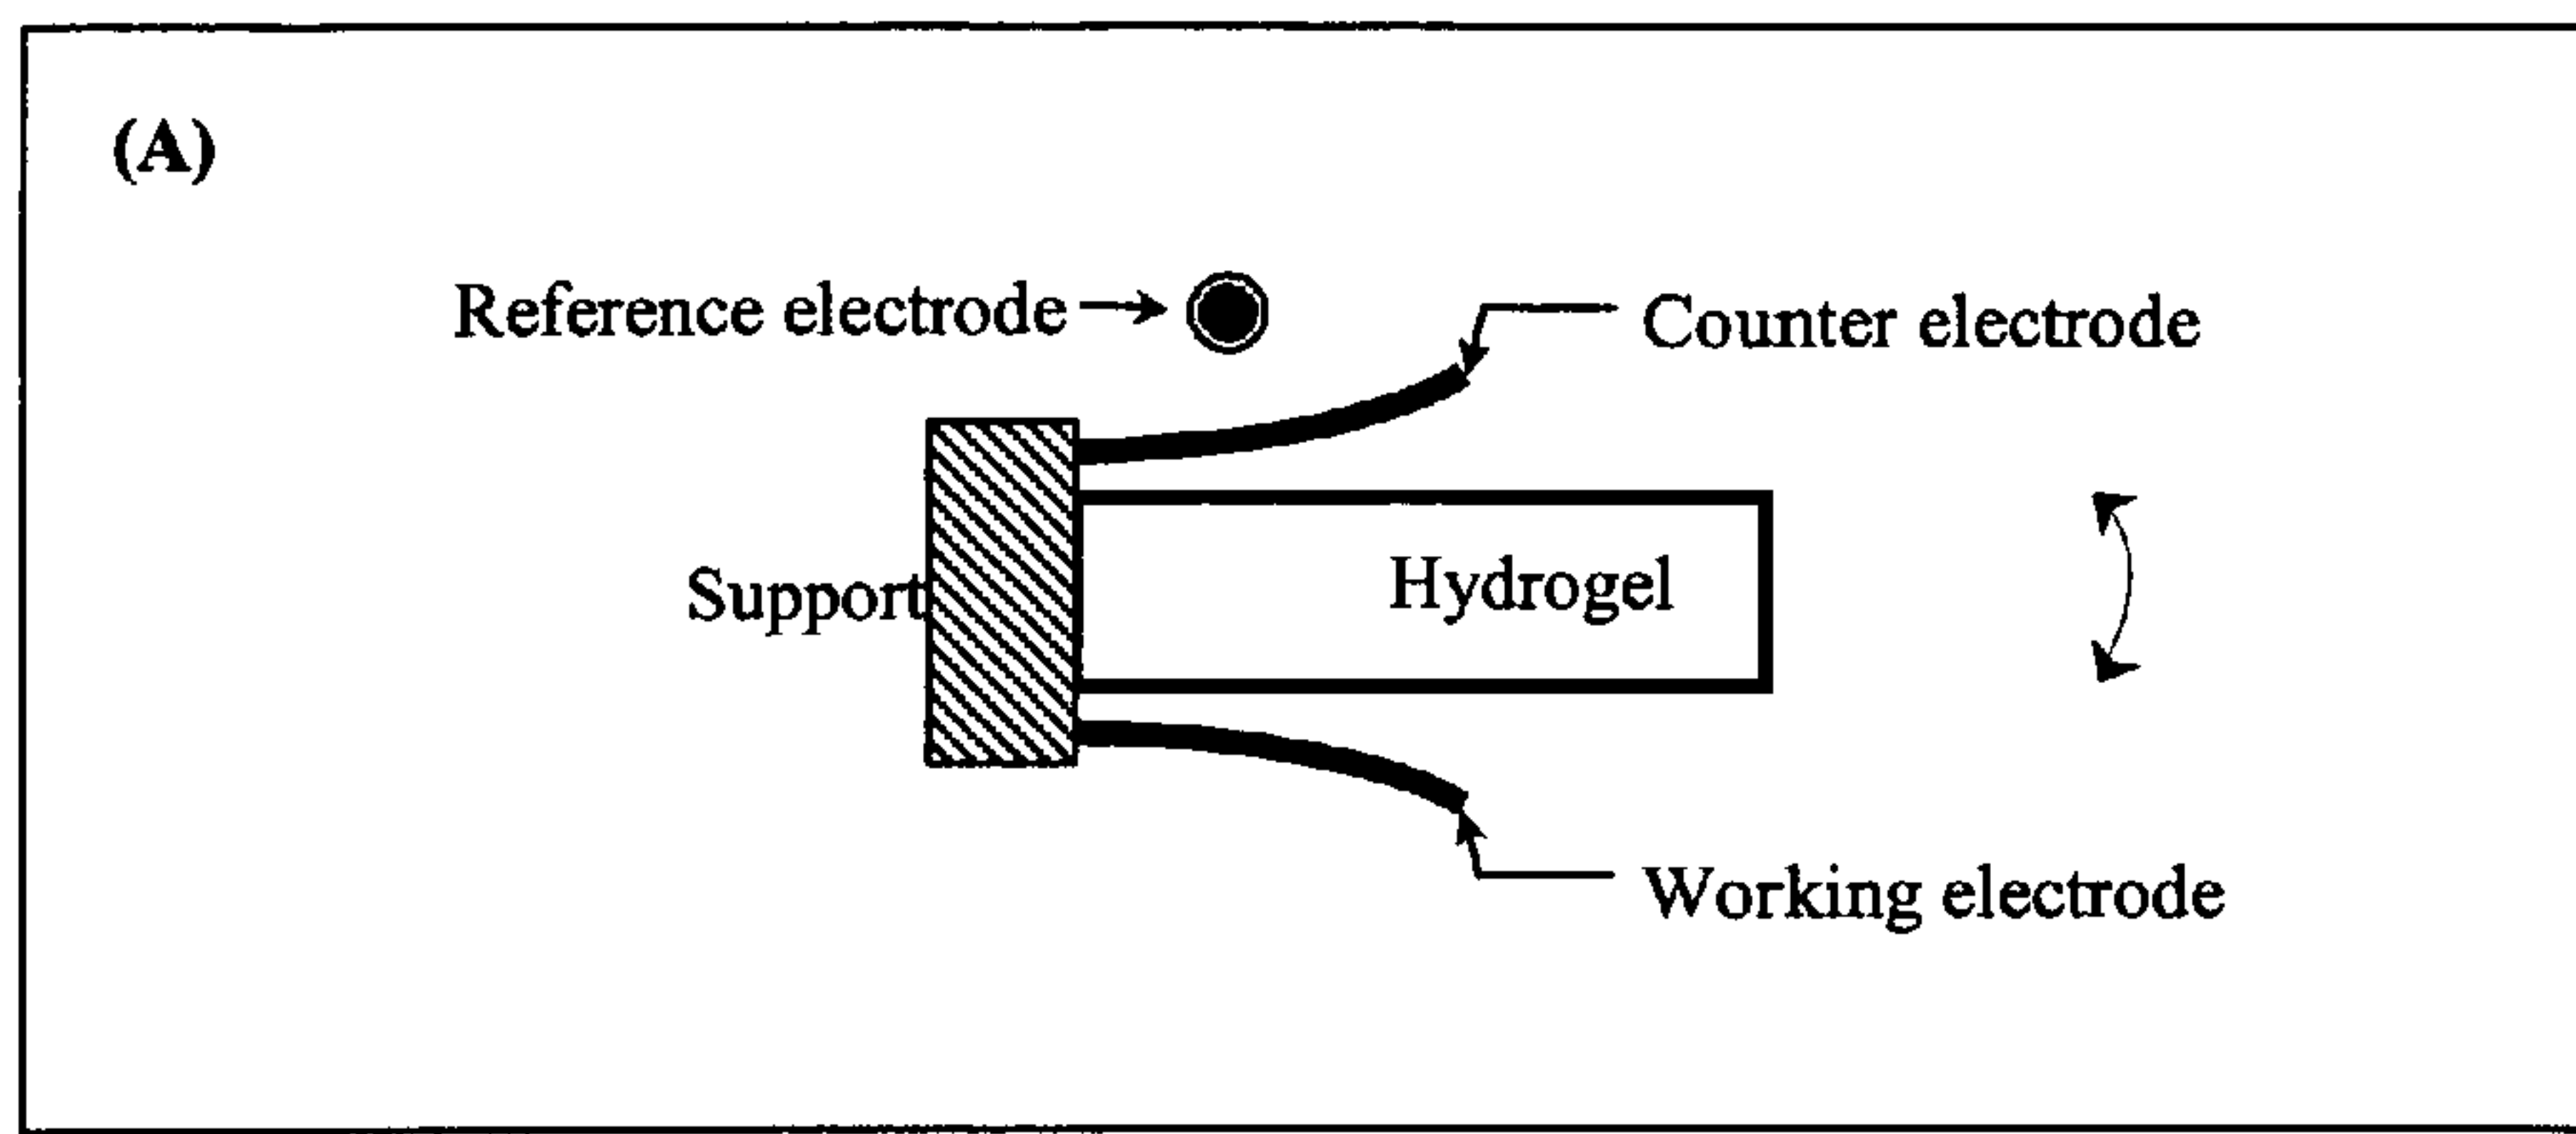 (A)
Reference electrode
Counter electrode
Support
Hydrogel
Working electrode